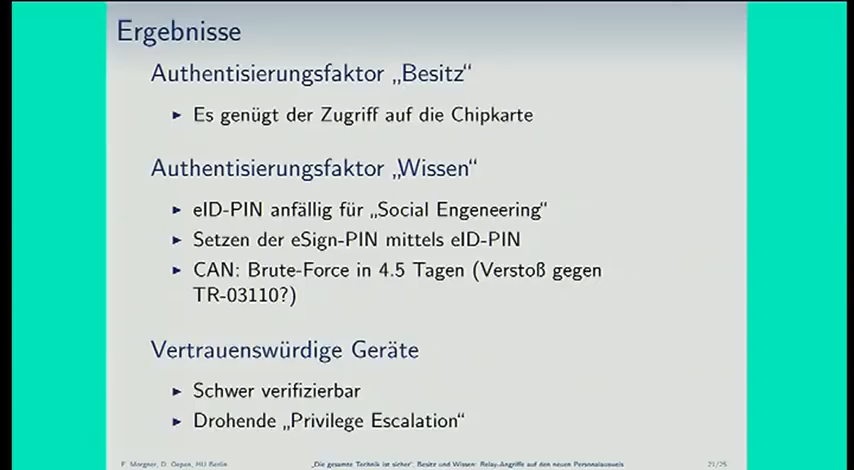 Ergebnisse
Authentisierungsfaktor „Besitz“
▶ Es genügt der Zugriff auf die Chipkarte
Authentisierungsfaktor „Wissen“
▶ eID-PIN anfällig für „Social Engeneering“
▶ Setzen der eSign-PIN mittels eID-PIN
▶ CAN: Brute-Force in 4.5 Tagen (Verstoß gegen
TR-03110?)
Vertrauenswürdige Geräte
▶ Schwer verifizierbar
▶ Drohende „Privilege Escalation“
F. Morgner, D. Oepen, HU Berlin
„Die gesamte Technik ist sicher“, Besitz und Wissen: Relay-Angriffe auf den neuen Personalausweis
21/25